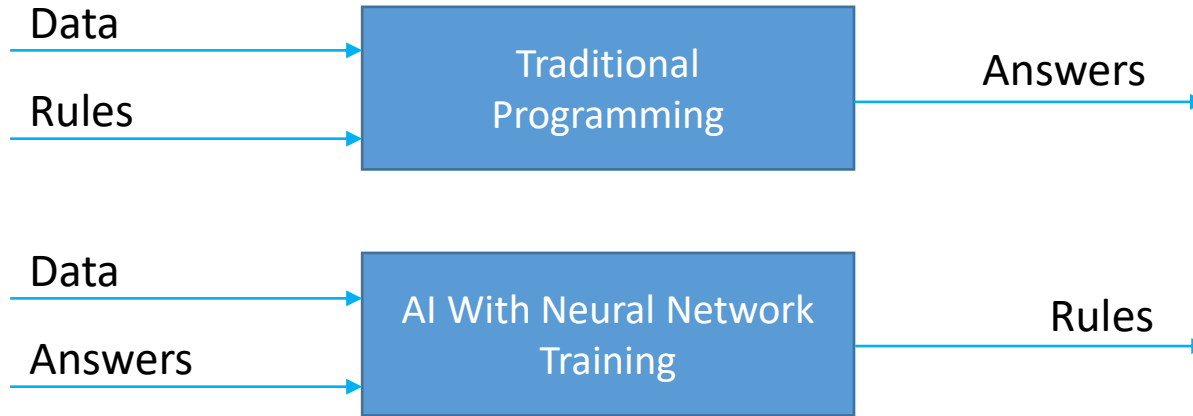 Data
Rules
Traditional
Programming
Answers
Data
Answers
AI With Neural Network
Training
Rules